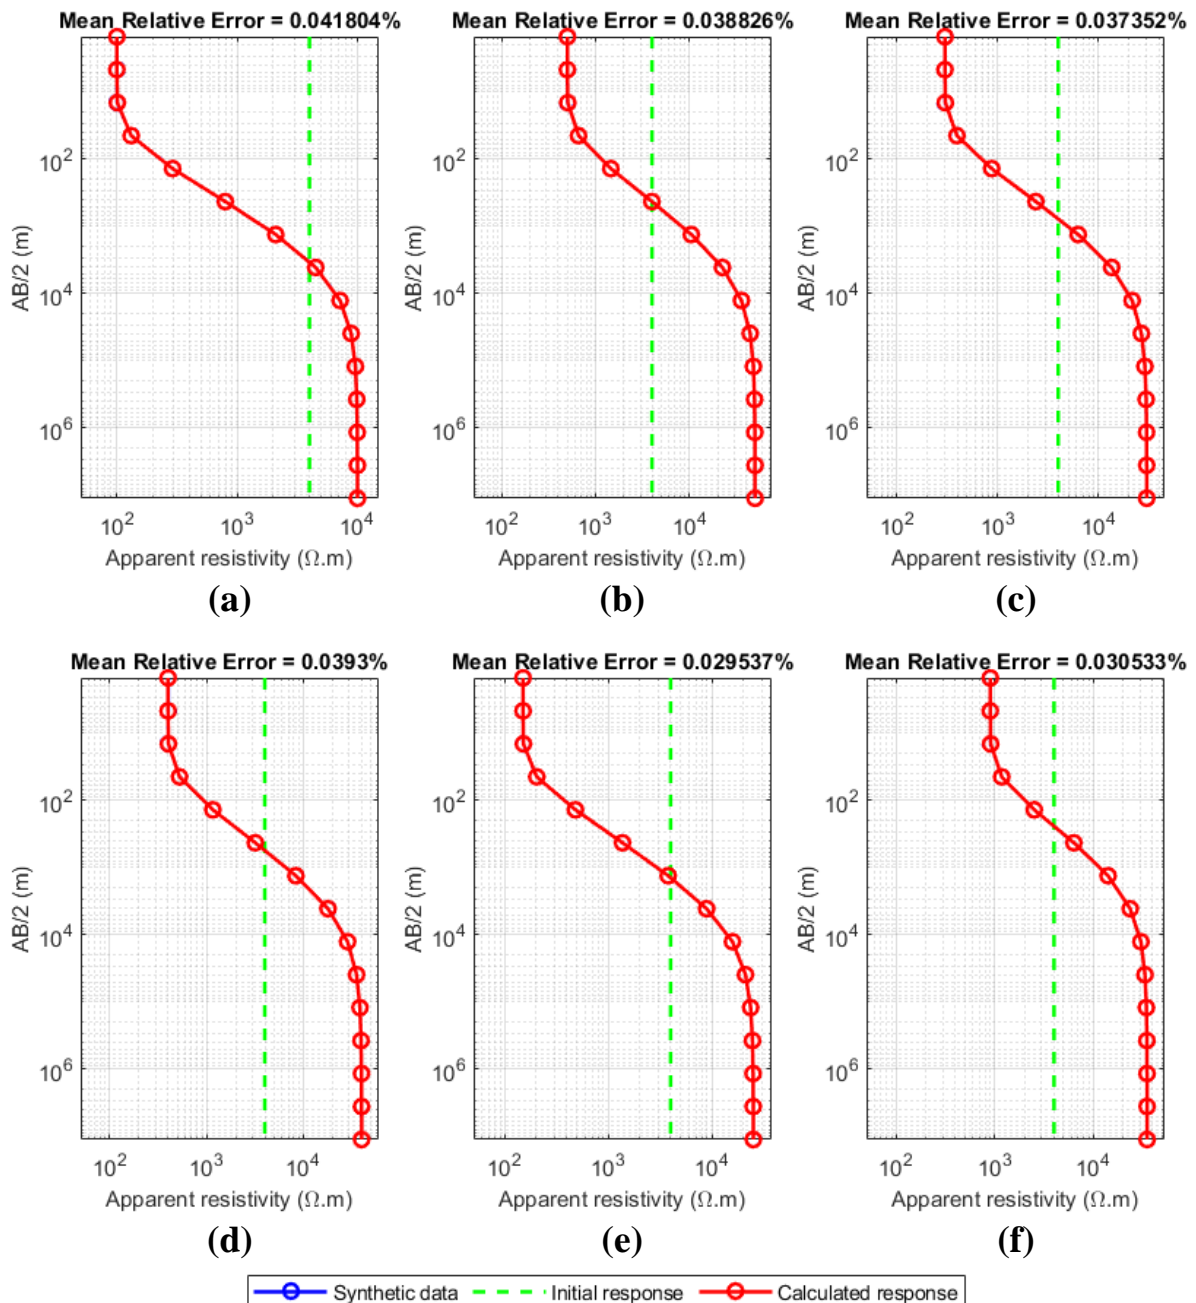 Mean Relative Error = 0.041804%
Mean Relative Error = 0.038826%
Mean Relative Error = 0.037352%
10^2
10^4
10^6
AB/2 (m)
10^2
10^4
10^6
AB/2 (m)
10^2
10^4
10^6
AB/2 (m)
10^2 10^3 10^4
10^2 10^3 10^4
10^2 10^3 10^4
Apparent resistivity (Ω.m)
Apparent resistivity (Ω.m)
Apparent resistivity (Ω.m)
(a)
(b)
(c)
Mean Relative Error = 0.0393%
Mean Relative Error = 0.029537%
Mean Relative Error = 0.030533%
10^2
10^4
10^6
AB/2 (m)
10^2
10^4
10^6
AB/2 (m)
10^2
10^4
10^6
AB/2 (m)
10^2 10^3 10^4
10^2 10^3 10^4
10^2 10^3 10^4
Apparent resistivity (Ω.m)
Apparent resistivity (Ω.m)
Apparent resistivity (Ω.m)
(d)
(e)
(f)
Synthetic data Initial response Calculated response